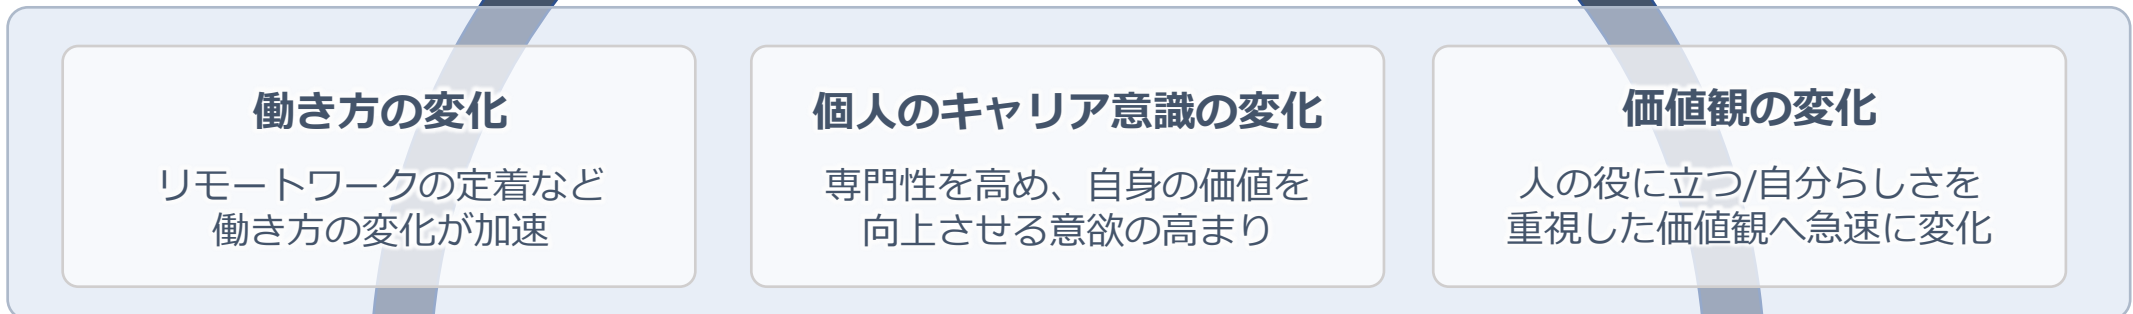 働き方の変化
リモートワークの定着など
働き方の変化が加速
個人のキャリア意識の変化
専門性を高め、自身の価値を
向上させる意欲の高まり
価値観の変化
人の役に立つ/自分らしさを
重視した価値観へ急速に変化